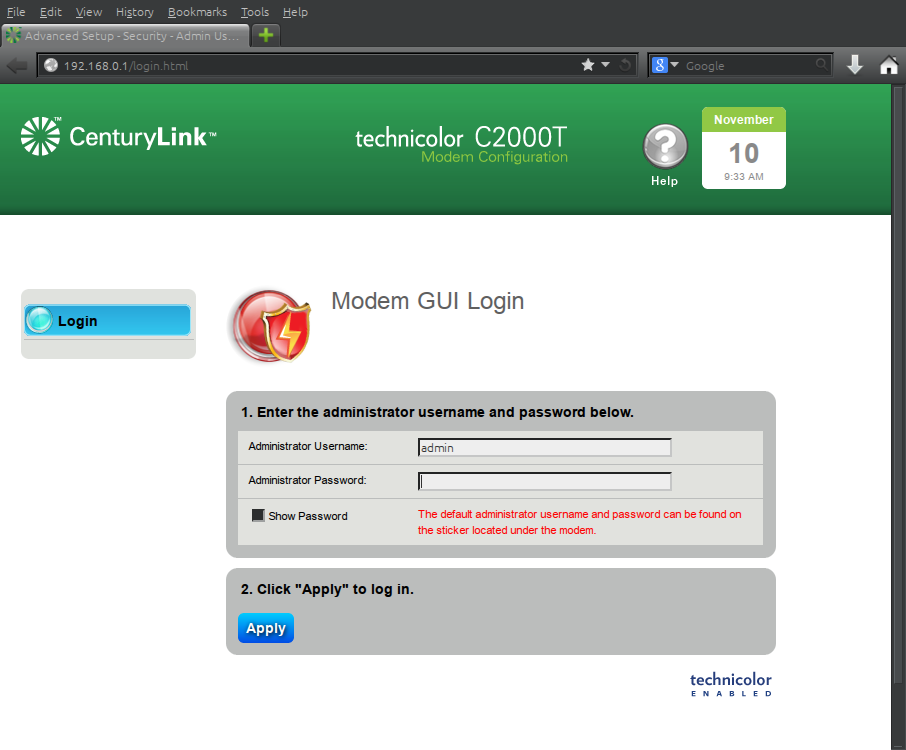 File Edit View History Bookmarks Tools Help
Advanced Setup - Security - Admin Us...
192.168.0.1/login.html
8 Google
CenturyLink™
technicolor C2000T
Modem Configuration
?
Help
November
10
9:33 AM
Login
Modem GUI Login
1. Enter the administrator username and password below.
Administrator Username: admin
Administrator Password:
Show Password
The default administrator username and password can be found on
the sticker located under the modem.
2. Click "Apply" to log in.
Apply
technicolor
ENABLED